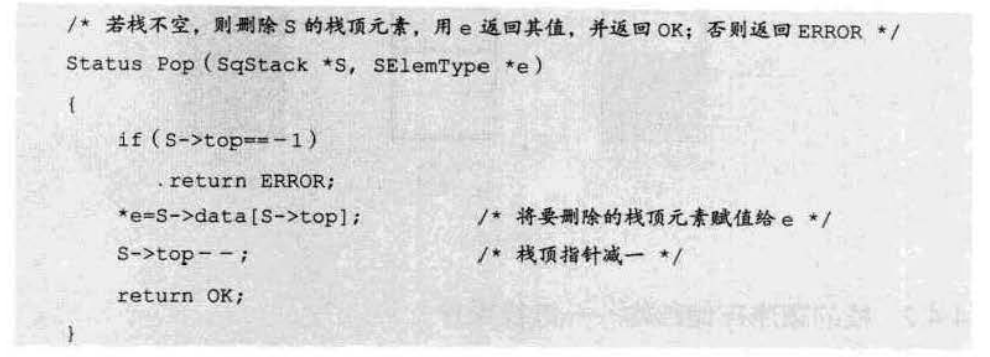 /* 若栈不空，则删除 S 的栈顶元素，用 e 返回其值，并返回 OK；否则返回 ERROR */
Status Pop（SqStack *S, SElemType *e）
{
if（S->top==-1）
return ERROR;
*e=S->data[S->top]; /* 将要删除的栈顶元素赋值给 e */
S->top--; /* 栈顶指针减一 */
return OK;
}